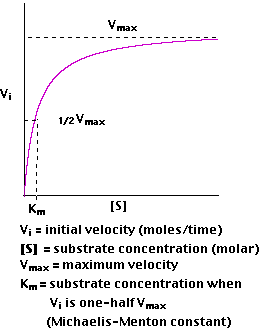 Vmax
Vi
1/2 Vmax
Km
[S]
Vi = initial velocity (moles/time)
[S] = substrate concentration (molar)
Vmax = maximum velocity
Km = substrate concentration when
Vi is one-half Vmax
(Michaelis-Menton constant)